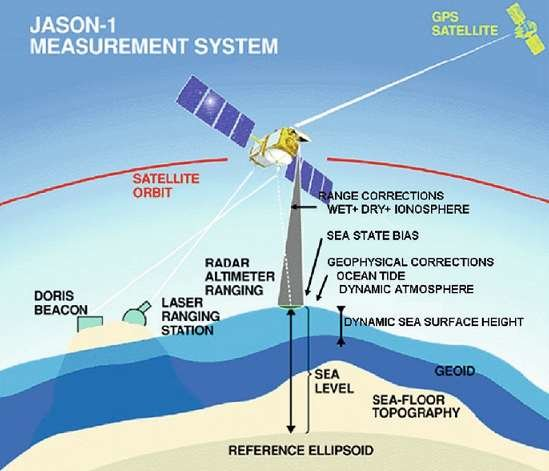 JASON-1
MEASUREMENT SYSTEM
GPS
SATELLITE
SATELLITE
ORBIT
RANGE CORRECTIONS
WET+ DRY+ IONOSPHERE
SEA STATE BIAS
RADAR
ALTIMETER
RANGING
GEOPHYSICAL CORRECTIONS
OCEAN TIDE
DYNAMIC ATMOSPHERE
DORIS
BEACON
LASER
RANGING
STATION
DYNAMIC SEA SURFACE HEIGHT
SEA
LEVEL
GEOID
SEA-FLOOR
TOPOGRAPHY
REFERENCE ELLIPSOID